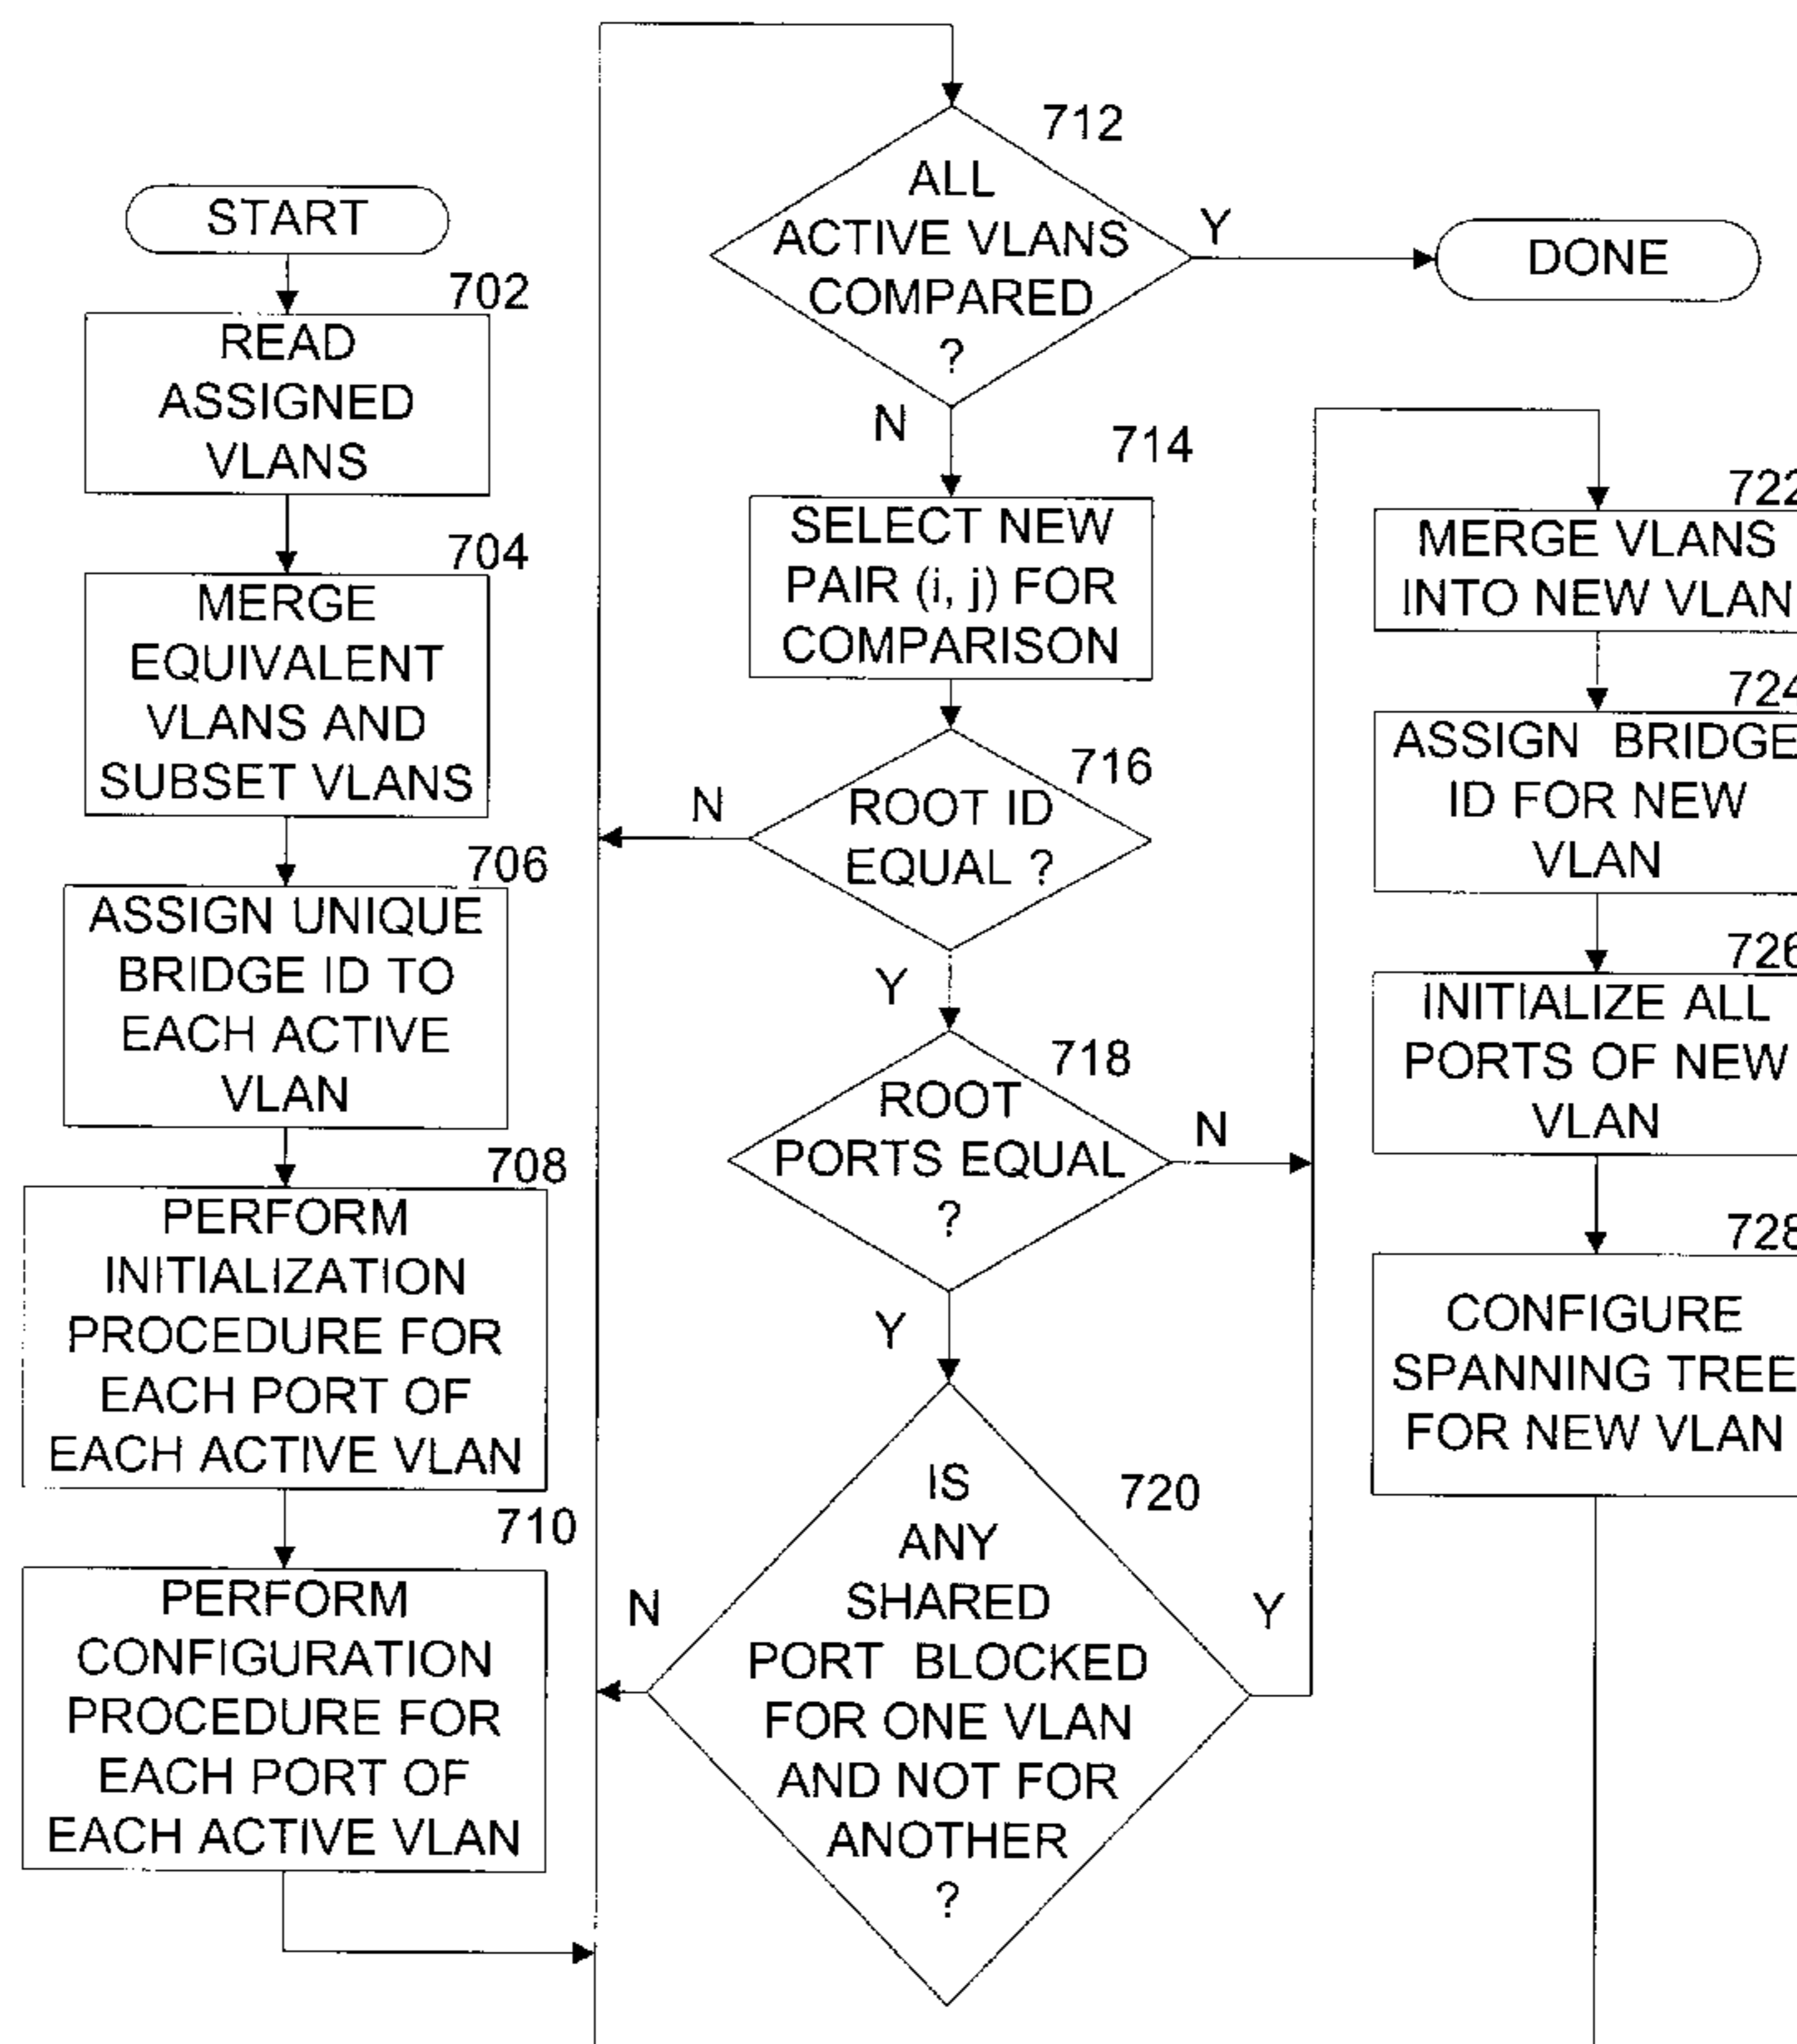 START
702
READ
ASSIGNED
VLANS
704
MERGE
EQUIVALENT
VLANS AND
SUBSET VLANS
706
ASSIGN UNIQUE
BRIDGE ID TO
EACH ACTIVE
VLAN
708
PERFORM
INITIALIZATION
PROCEDURE FOR
EACH PORT OF
EACH ACTIVE VLAN
710
PERFORM
CONFIGURATION
PROCEDURE FOR
EACH PORT OF
EACH ACTIVE VLAN
712
ALL
ACTIVE VLANS
COMPARED
?
Y
DONE
N
714
SELECT NEW
PAIR (i, j) FOR
COMPARISON
716
ROOT ID
EQUAL ?
N
Y
718
ROOT
PORTS EQUAL
?
N
Y
720
IS
ANY
SHARED
PORT BLOCKED
FOR ONE VLAN
AND NOT FOR
ANOTHER
?
N
Y
722
MERGE VLANS
INTO NEW VLAN
724
ASSIGN BRIDGE
ID FOR NEW
VLAN
726
INITIALIZE ALL
PORTS OF NEW
VLAN
728
CONFIGURE
SPANNING TREE
FOR NEW VLAN